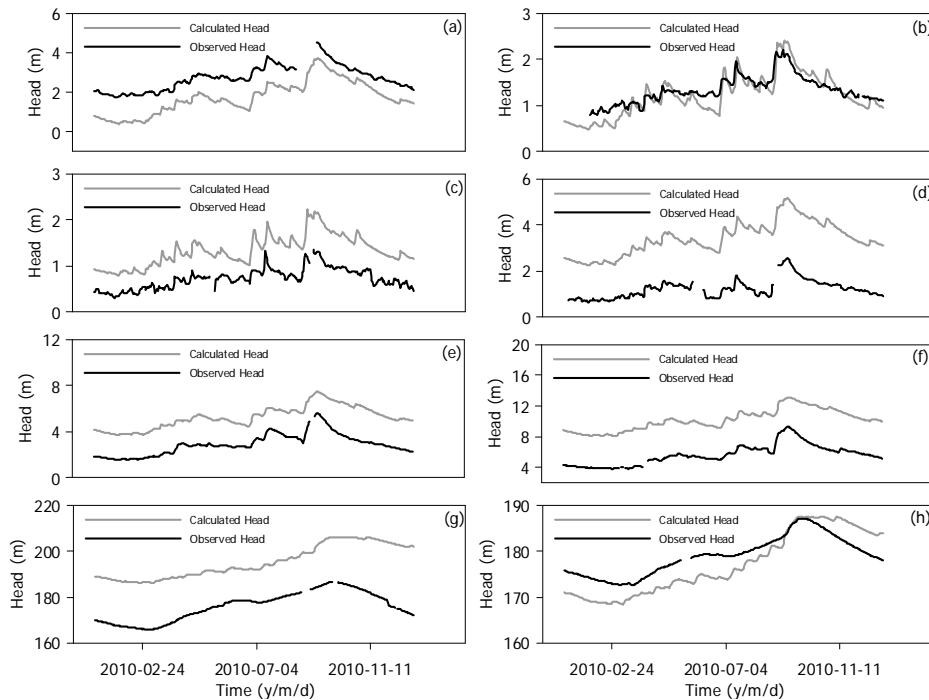 6
4
2
0
Head (m)
Calculated Head
Observed Head
(a)
3
2
1
0
Head (m)
Calculated Head
Observed Head
(b)
3
2
1
0
Head (m)
Calculated Head
Observed Head
(c)
6
4
2
0
Head (m)
Calculated Head
Observed Head
(d)
12
8
4
0
Head (m)
Calculated Head
Observed Head
(e)
20
16
12
8
4
Head (m)
Calculated Head
Observed Head
(f)
220
200
180
160
Head (m)
Calculated Head
Observed Head
(g)
2010-02-24 2010-07-04 2010-11-11
Time (y/m/d)
190
180
170
160
Head (m)
Calculated Head
Observed Head
(h)
2010-02-24 2010-07-04 2010-11-11
Time (y/m/d)